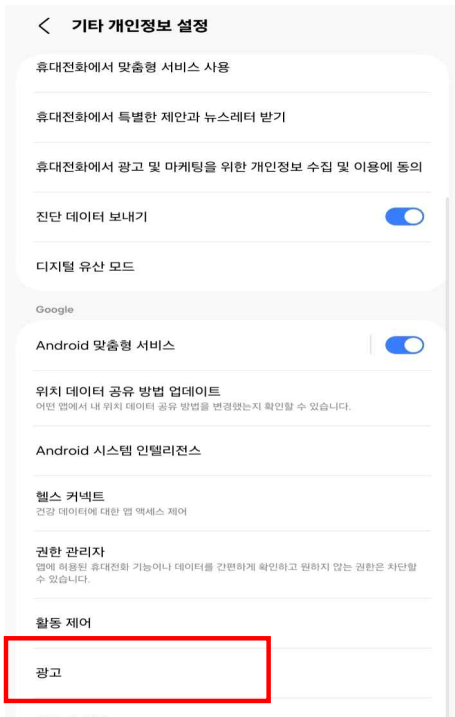 기타 개인정보 설정
휴대전화에서 맞춤형 서비스 사용
휴대전화에서 특별한 제안과 뉴스레터 받기
휴대전화에서 광고 및 마케팅을 위한 개인정보 수집 및 이용에 동의
진단 데이터 보내기
디지털 유산 모드
Google
Android 맞춤형 서비스
위치 데이터 공유 방법 업데이트
어떤 앱에서 내 위치 데이터 공유 방법을 변경했는지 확인할 수 있습니다.
Android 시스템 인텔리전스
헬스 커넥트
건강 데이터에 대한 앱 액세스 제어
권한 관리자
앱에 허용된 휴대전화 기능이나 데이터를 간편하게 확인하고 원하지 않는 권한은 차단할
수 있습니다.
활동 제어
광고